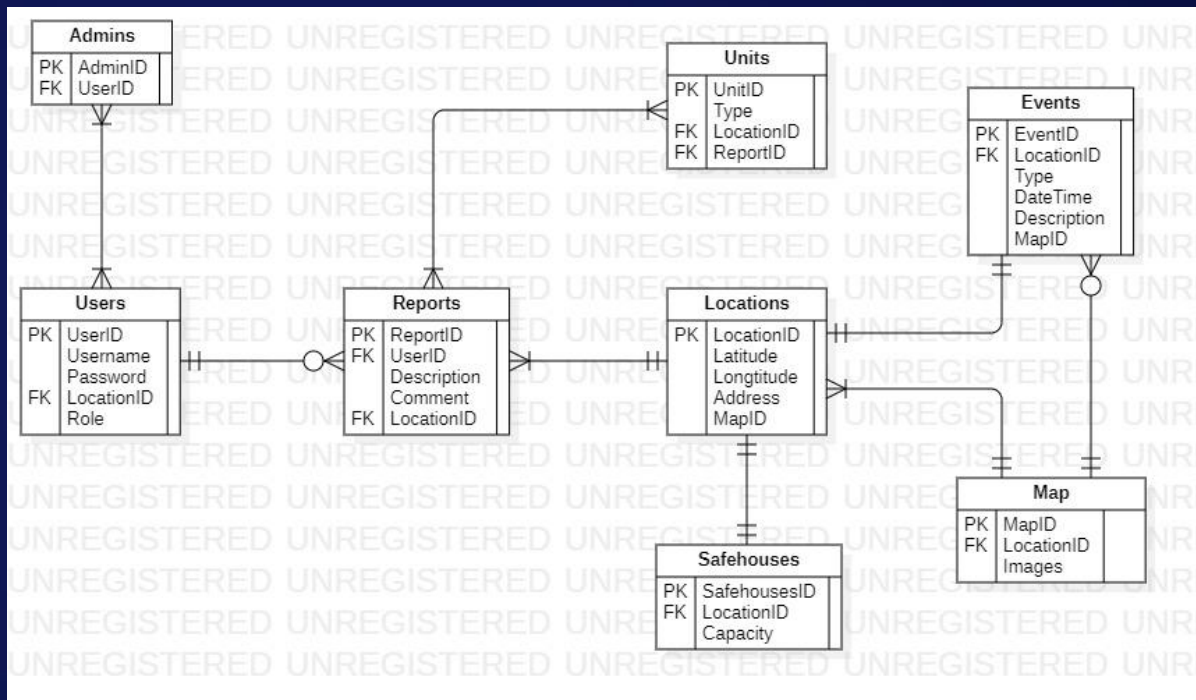 Admins
PK AdminID
FK UserID
Units
PK UnitID
Type
FK LocationID
FK ReportID
Events
PK EventID
FK LocationID
Type
DateTime
Description
MapID
Users
PK UserID
Username
Password
FK LocationID
Role
Reports
PK ReportID
FK UserID
Description
Comment
FK LocationID
Locations
PK LocationID
Latitude
Longtitude
Address
MapID
Map
PK MapID
FK LocationID
Images
Safehouses
PK SafehousesID
FK LocationID
Capacity
UNREGISTERED